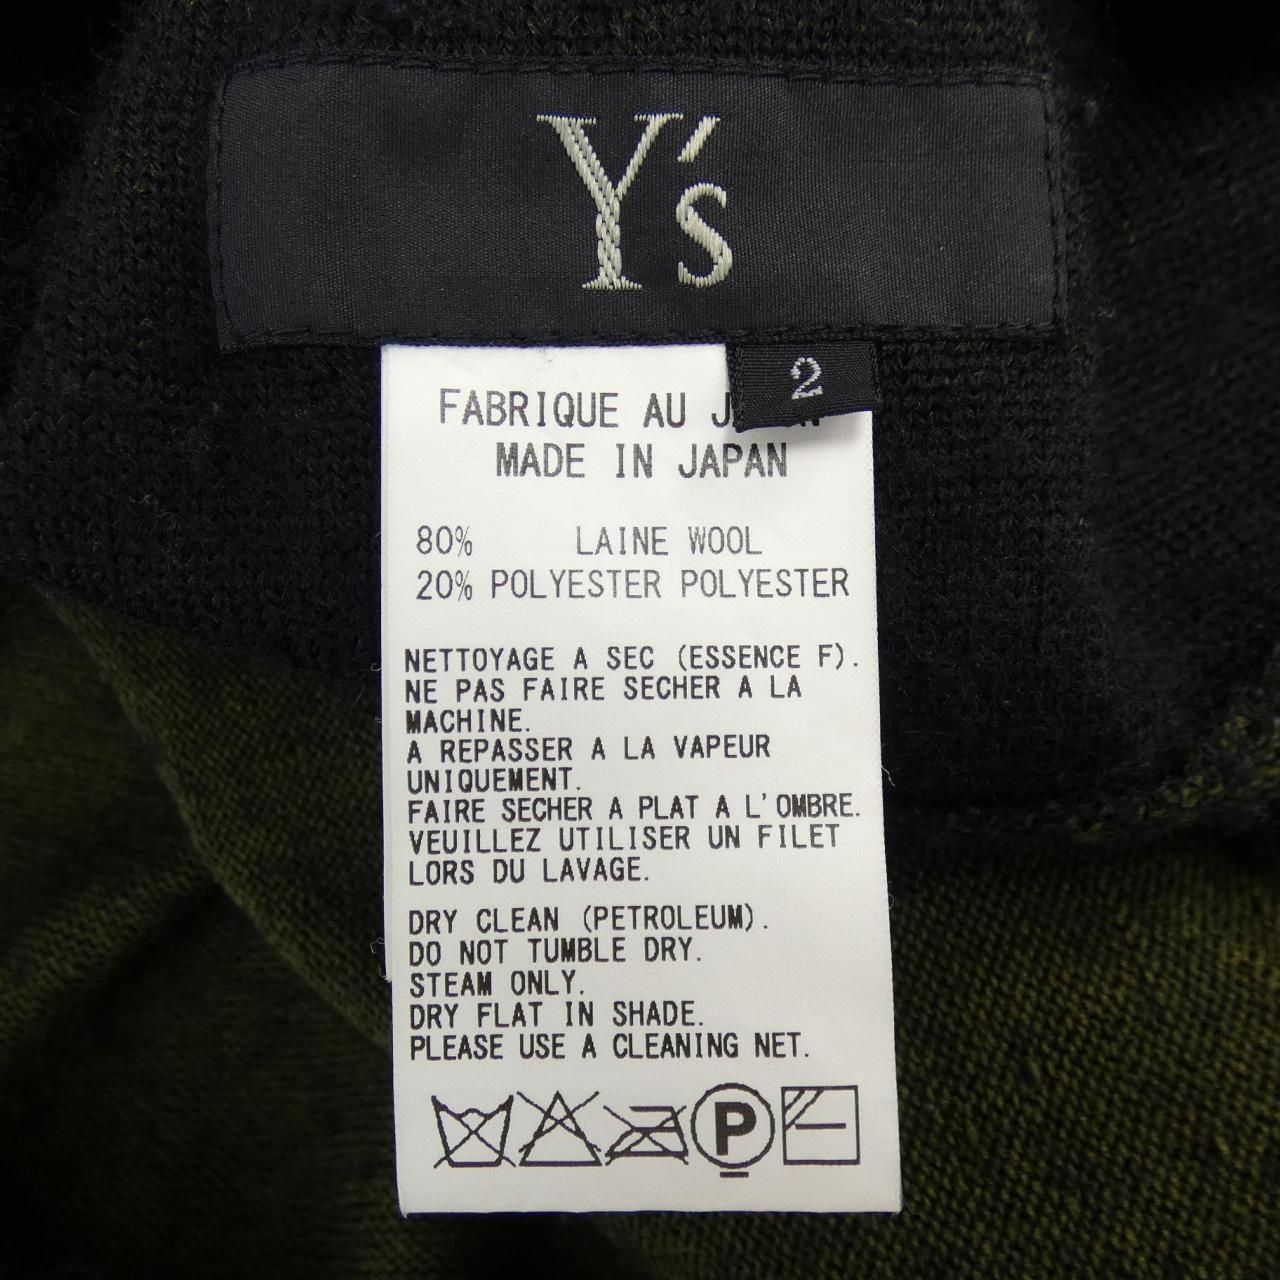 Y's
2
FABRIQUE AU
MADE IN JAPAN
80% LAINE WOOL
20% POLYESTER POLYESTER
NETTOYAGE A SEC (ESSENCE F).
NE PAS FAIRE SECHER A LA
MACHINE.
A REPASSER A LA VAPEUR
UNIQUEMENT.
FAIRE SECHER A PLAT A L'OMBRE.
VEUILLEZ UTILISER UN FILET
LORS DU LAVAGE.
DRY CLEAN (PETROLEUM).
DO NOT TUMBLE DRY.
STEAM ONLY.
DRY FLAT IN SHADE.
PLEASE USE A CLEANING NET.
P